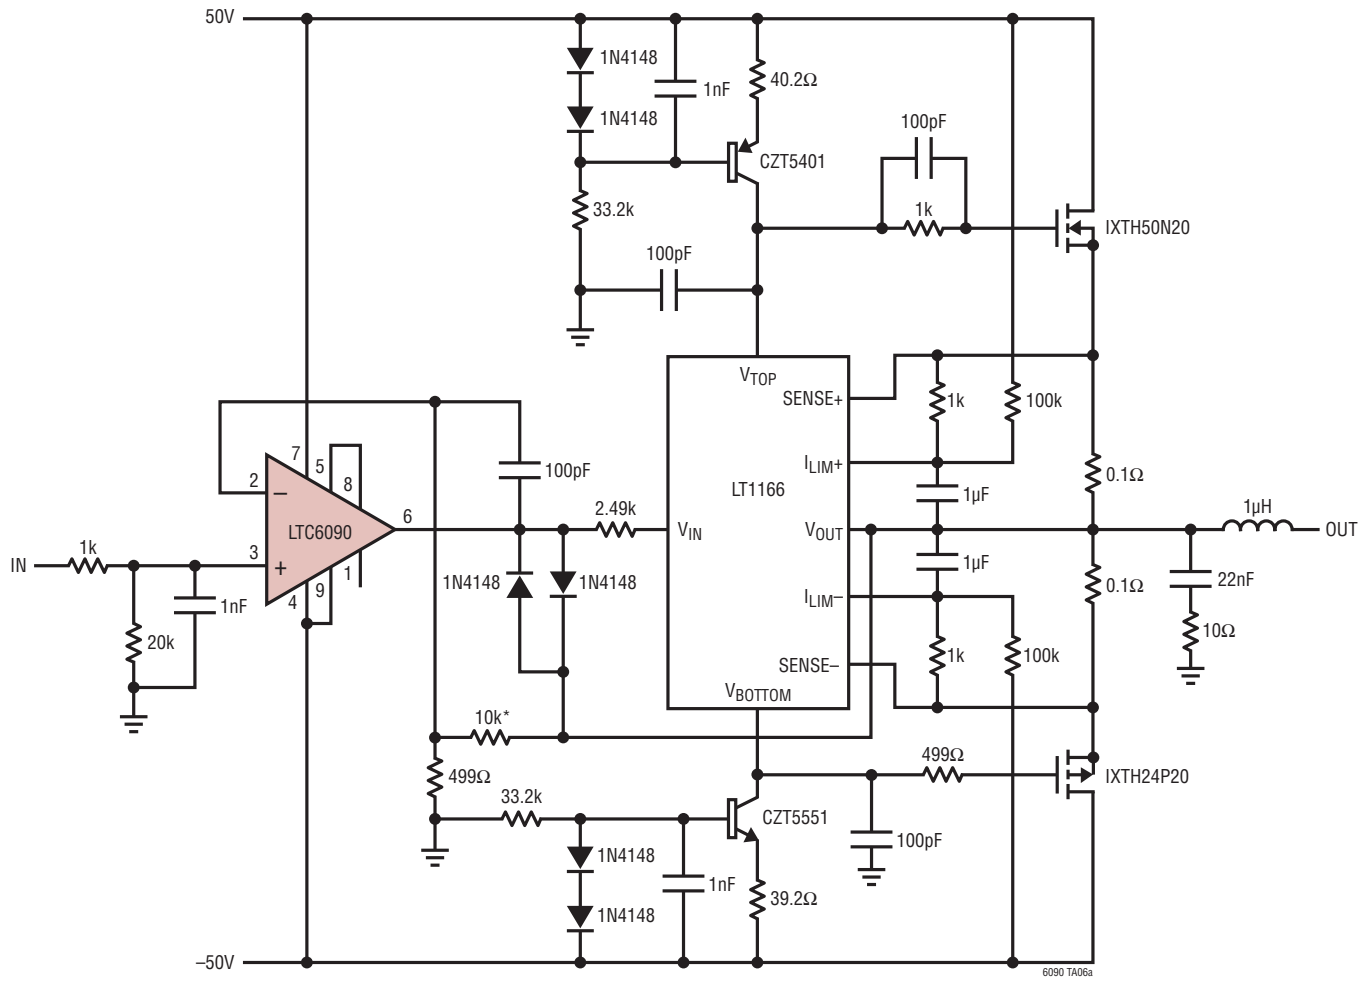 50V
1N4148
1nF
40.2Ω
1N4148
CZT5401
100pF
33.2k
1k
IXTH50N20
100pF
VTOP
SENSE+
1k
100k
7
5
8
2
–
100pF
ILIM+
0.1Ω
LT1166
1µF
1µH
6
2.49k
LTC6090
VIN
VOUT
OUT
IN
1k
3
+
1
1N4148
1N4148
1µF
22nF
0.1Ω
4
9
1nF
ILIM–
20k
1k
100k
10Ω
SENSE–
VBOTTOM
10k*
499Ω
499Ω
IXTH24P20
33.2k
CZT5551
100pF
1N4148
1nF
39.2Ω
1N4148
–50V
6090 TA06a